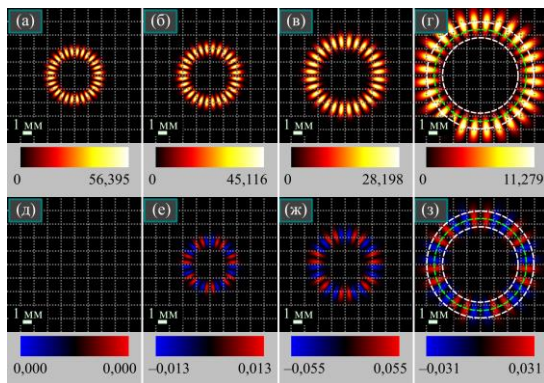 (а) (б) (в) (г)
1 мм 1 мм 1 мм 1 мм
0 56,395 0 45,116 0 28,198 0 11,279
(д) (е) (ж) (з)
1 мм 1 мм 1 мм 1 мм
0,000 0,000 −0,013 0,013 −0,055 0,055 −0,031 0,031